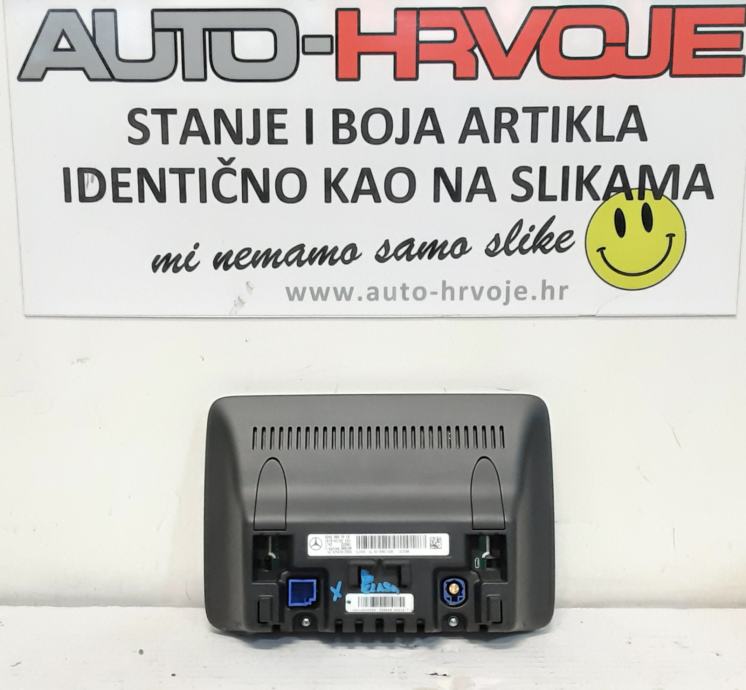 AUTO-HRVOJE
STANJE I BOJA ARTIKLA
IDENTIČNO KAO NA SLIKAMA
mi nemamo samo slike
www.auto-hrvoje.hr